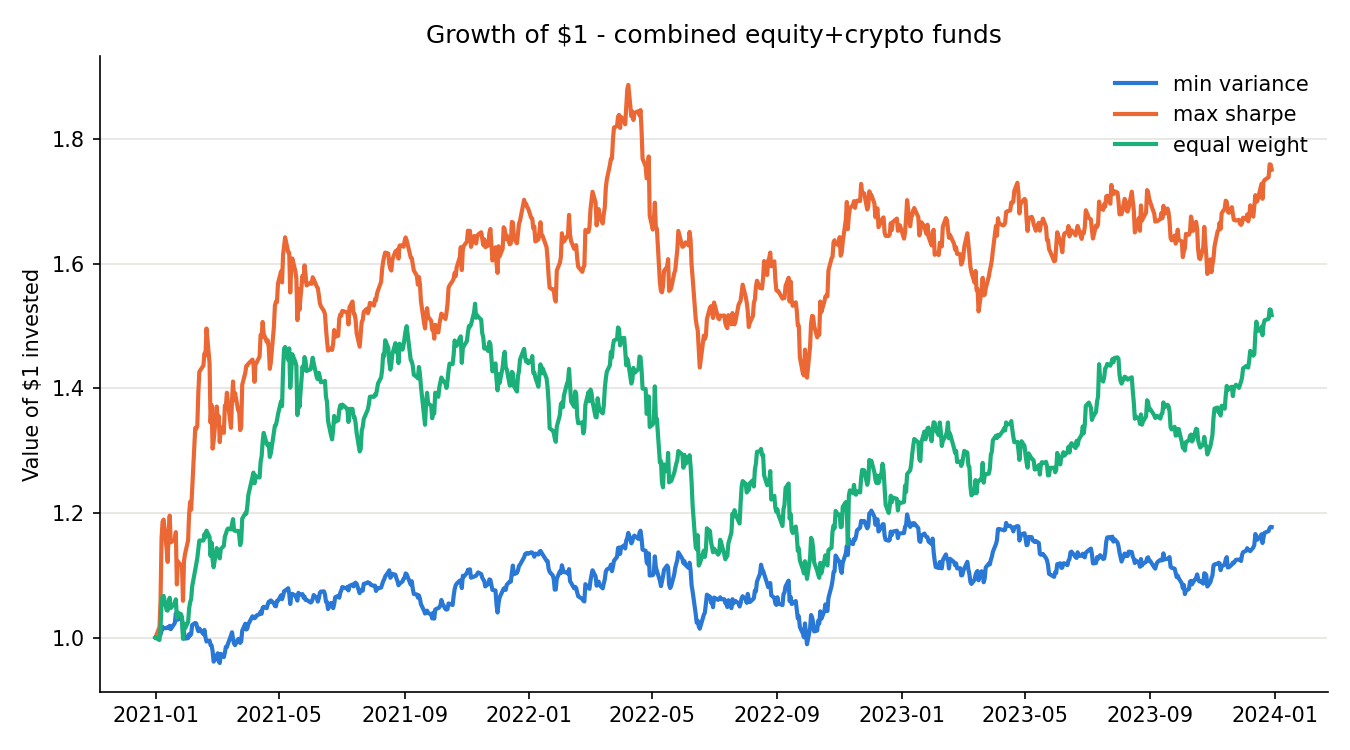 Growth of $1 - combined equity+crypto funds
min variance
max sharpe
equal weight
Value of $1 invested
1.8
1.6
1.4
1.2
1.0
2021-01 2021-05 2021-09 2022-01 2022-05 2022-09 2023-01 2023-05 2023-09 2024-01